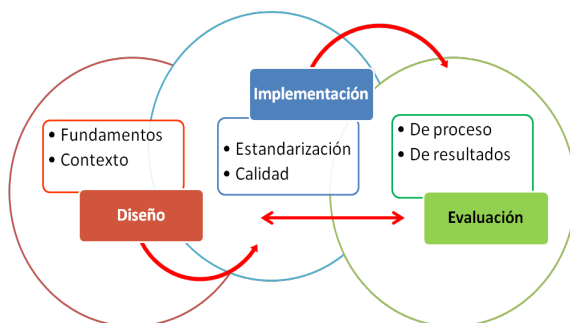 • Fundamentos
• Contexto
Diseño
Implementación
• Estandarización
• Calidad
• De proceso
• De resultados
Evaluación